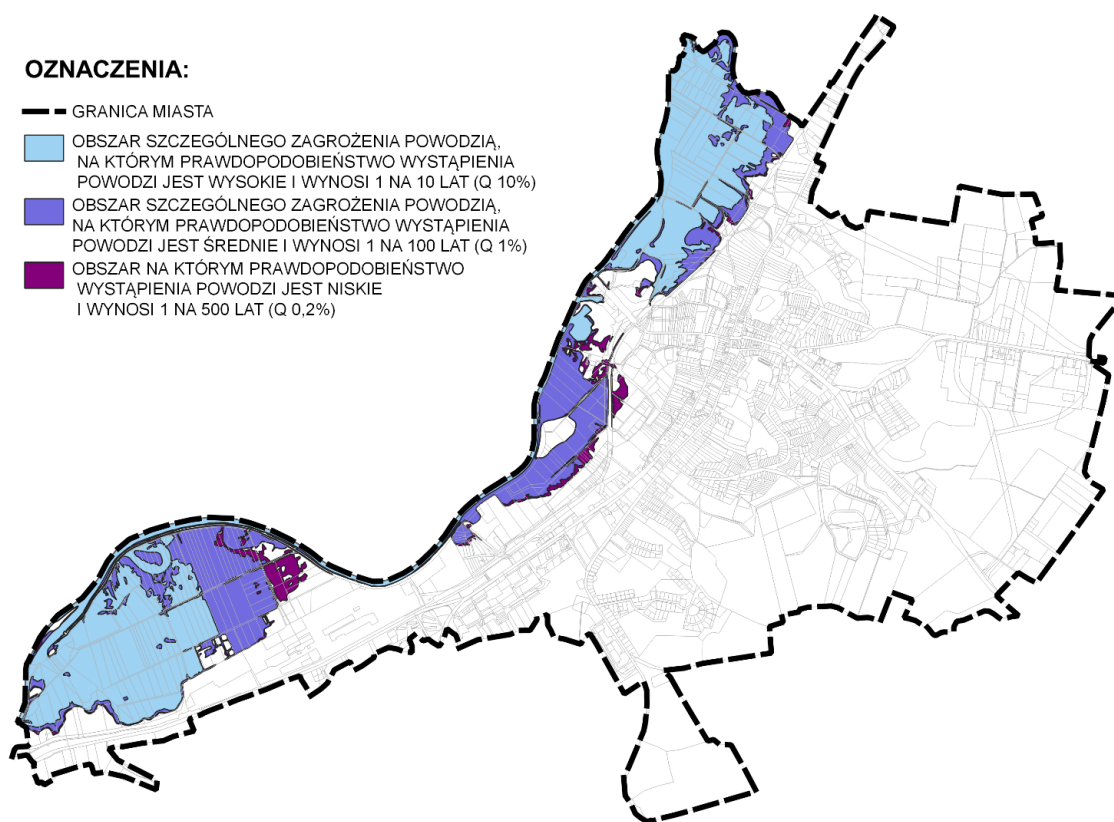 OZNACZENIA:
GRANICA MIASTA
OBSZAR SZCZEGÓLNEGO ZAGROŻENIA POWODZIĄ,
NA KTÓRYM PRAWDOPODOBIEŃSTWO WYSTĄPIENIA
POWODZI JEST WYSOKIE I WYNOSI 1 NA 10 LAT (Q 10%)
OBSZAR SZCZEGÓLNEGO ZAGROŻENIA POWODZIĄ,
NA KTÓRYM PRAWDOPODOBIEŃSTWO WYSTĄPIENIA
POWODZI JEST ŚREDNIE I WYNOSI 1 NA 100 LAT (Q 1%)
OBSZAR NA KTÓRYM PRAWDOPODOBIEŃSTWO
WYSTĄPIENIA POWODZI JEST NISKIE
I WYNOSI 1 NA 500 LAT (Q 0,2%)